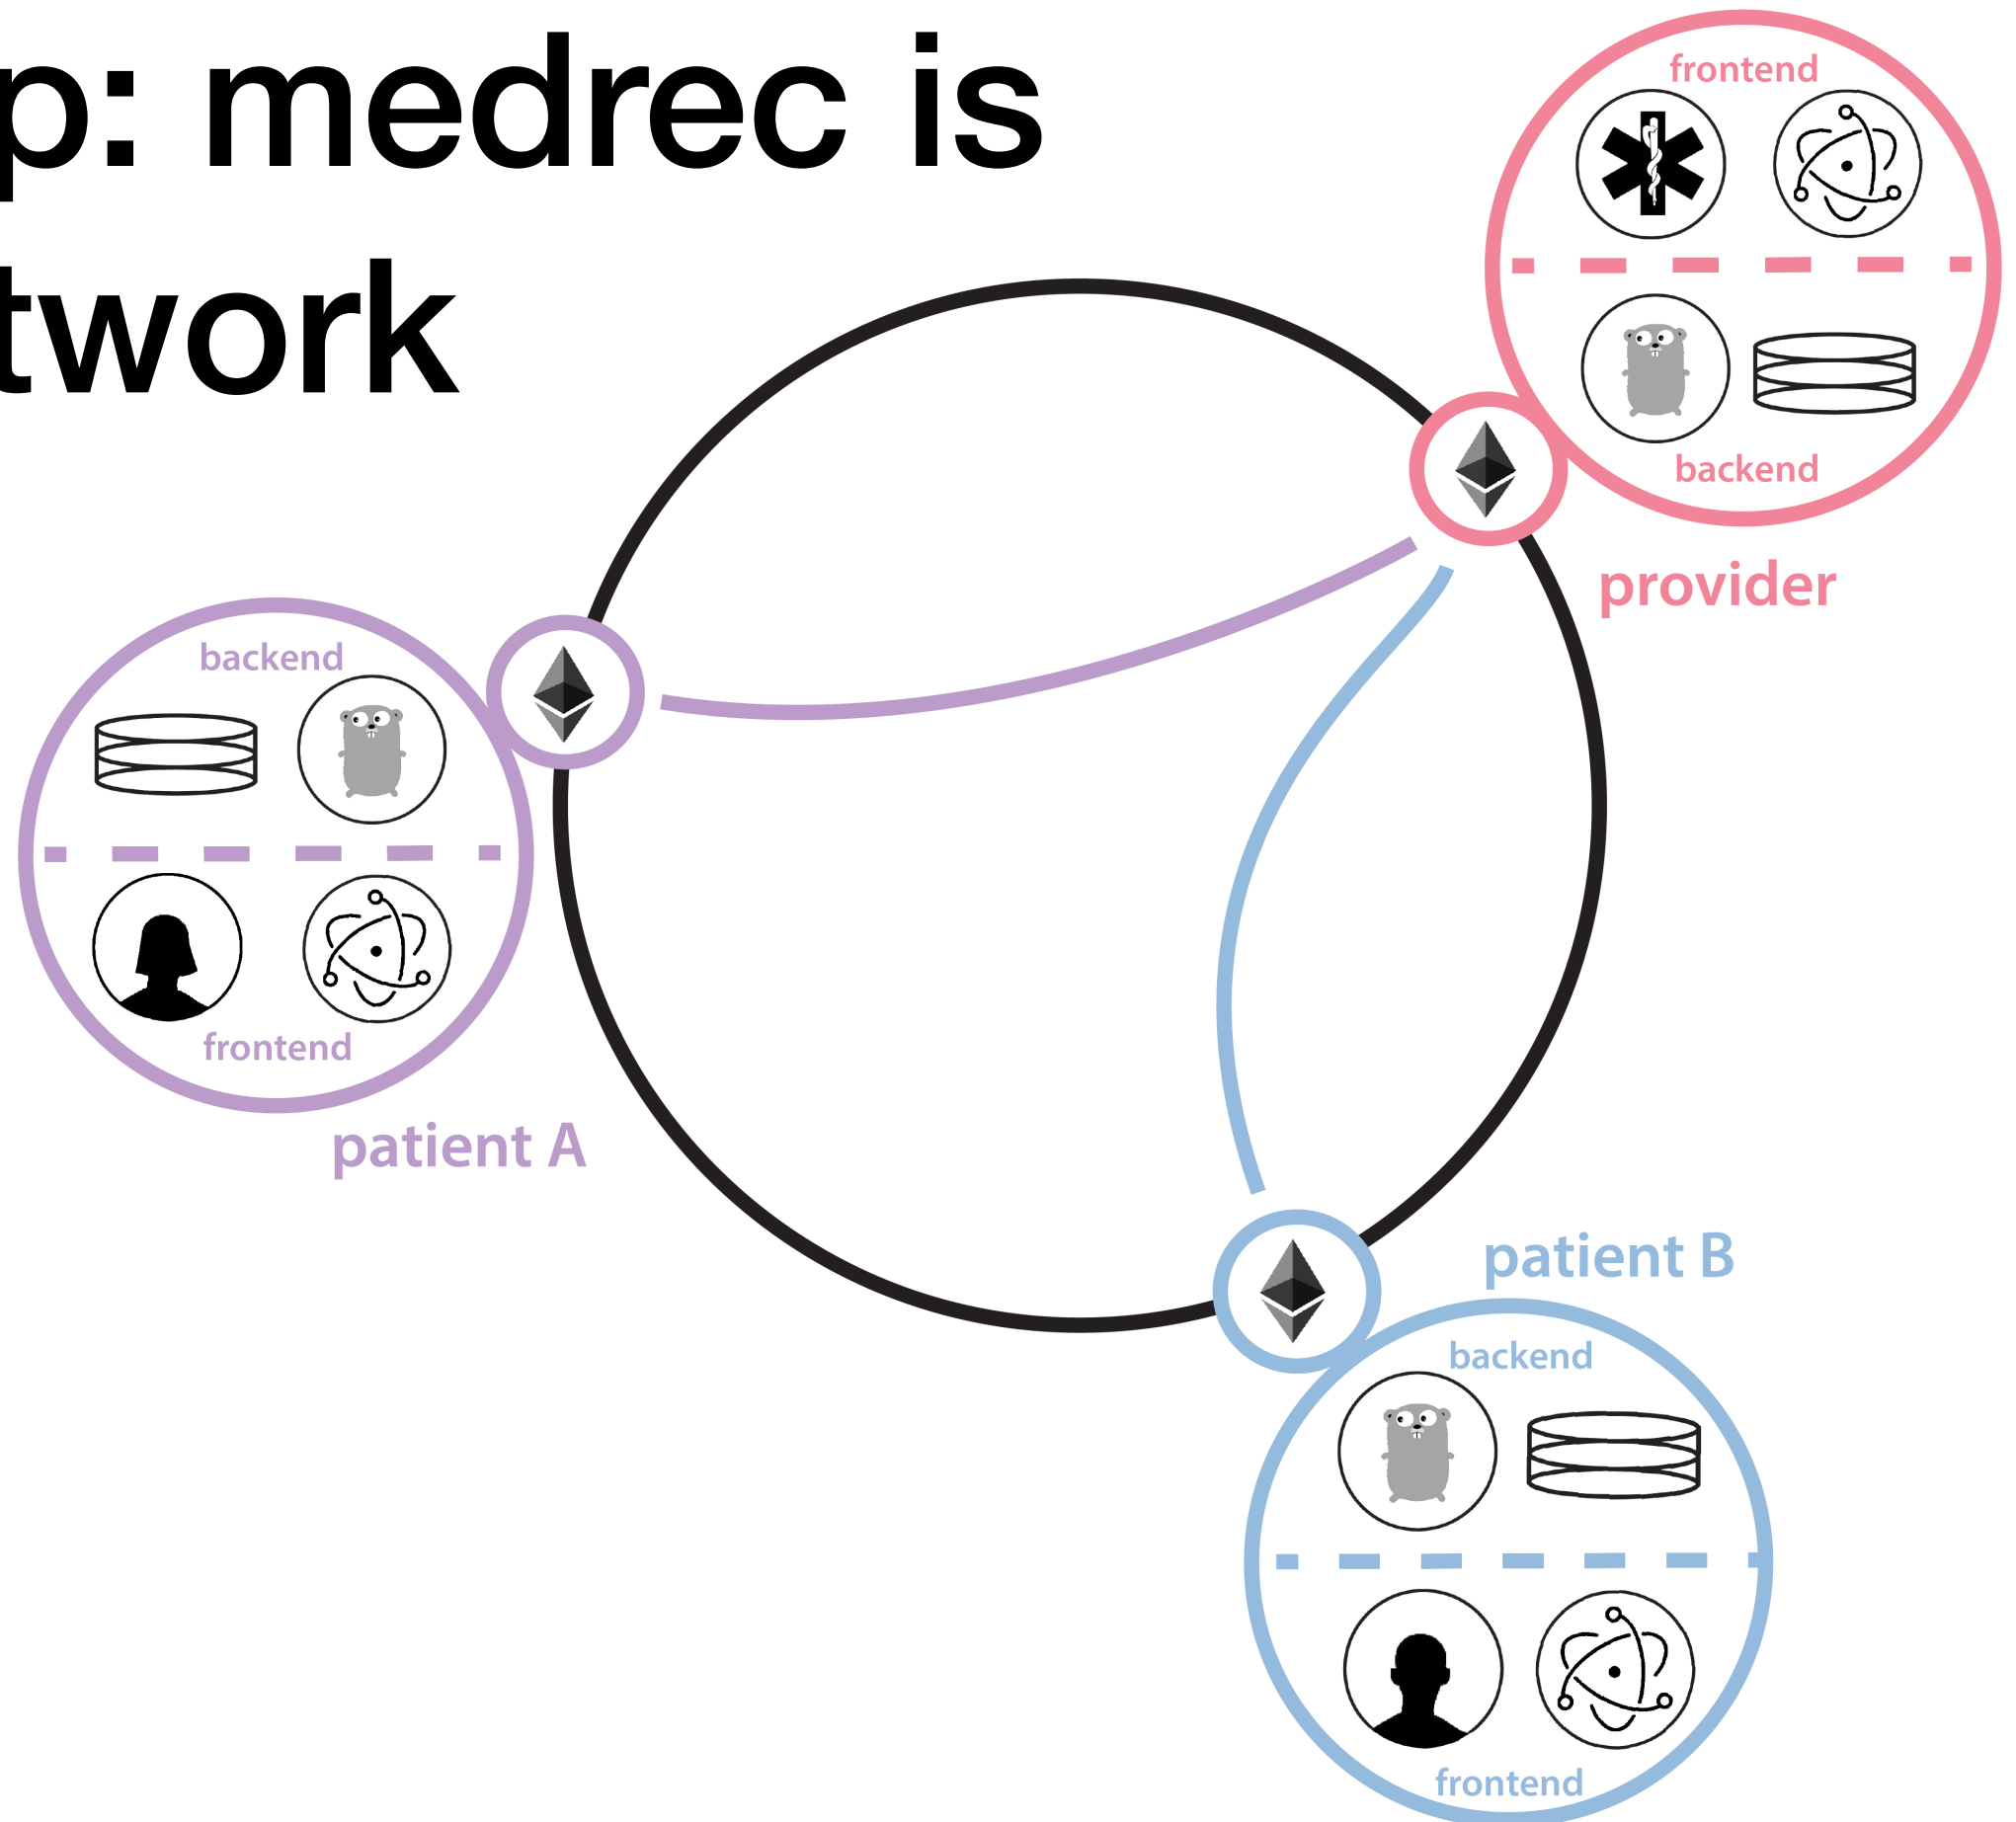 p: medrec is
twork
frontend
backend
provider
backend
frontend
patient A
patient B
backend
frontend